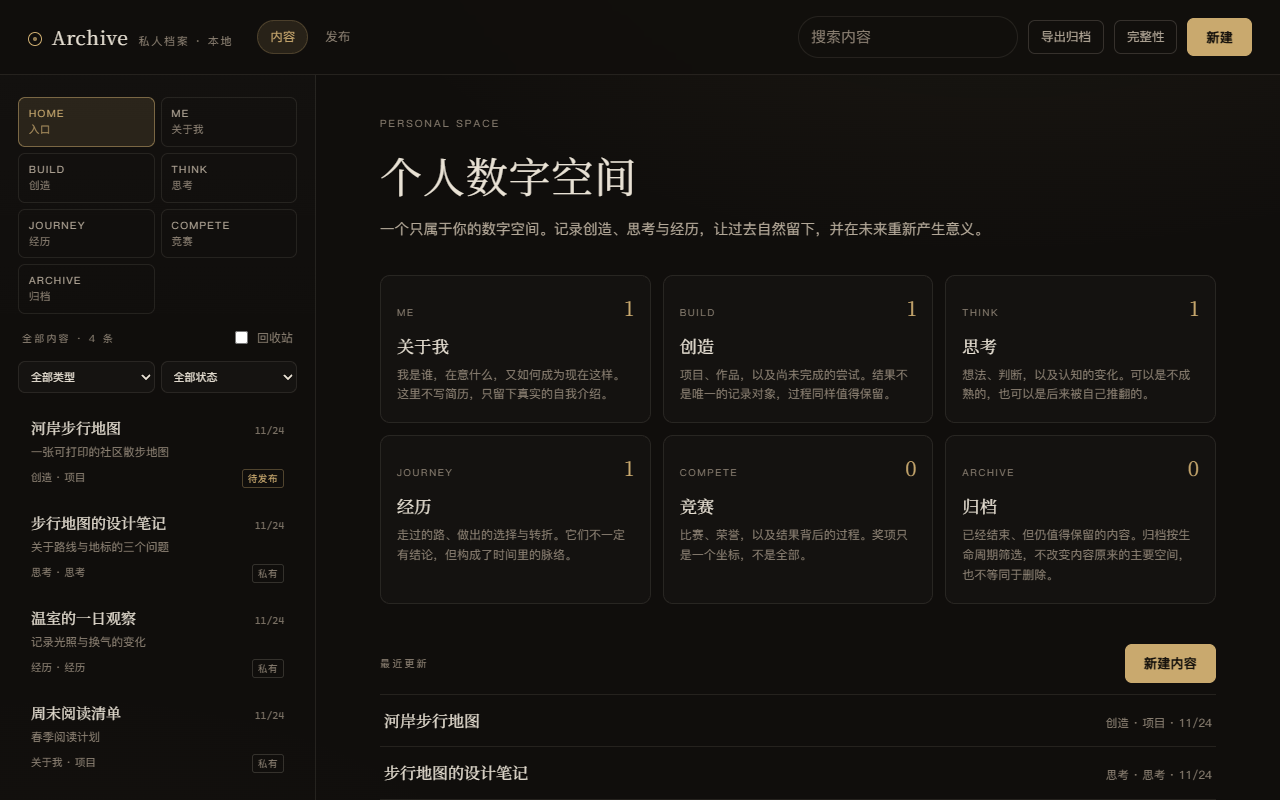 Archive 私人档案 · 本地
内容
发布
搜索内容
导出归档
完整性
新建
HOME
入口
ME
关于我
BUILD
创造
THINK
思考
JOURNEY
经历
COMPETE
竞赛
ARCHIVE
归档
全部内容 · 4 条
回收站
全部类型
全部状态
河岸步行地图 11/24
一张可打印的社区散步地图
创造 · 项目 待发布
步行地图的设计笔记 11/24
关于路线与地标的三个问题
思考 · 思考 私有
温室的一日观察 11/24
记录光照与换气的变化
经历 · 经历 私有
周末阅读清单 11/24
春季阅读计划
关于我 · 项目 私有
PERSONAL SPACE
个人数字空间
一个只属于你的数字空间。记录创造、思考与经历，让过去自然留下，并在未来重新产生意义。
ME 1
关于我
我是谁，在意什么，又如何成为现在这样。
这里不写简历，只留下真实的自我介绍。
BUILD 1
创造
项目、作品，以及尚未完成的尝试。结果不
是唯一的记录对象，过程同样值得保留。
THINK 1
思考
想法、判断，以及认知的变化。可以是不成
熟的，也可以是后来被自己推翻的。
JOURNEY 1
经历
走过的路、做出的选择与转折。它们不一定
有结论，但构成了时间里的脉络。
COMPETE 0
竞赛
比赛、荣誉，以及结果背后的过程。奖项只
是一个坐标，不是全部。
ARCHIVE 0
归档
已经结束、但仍值得保留的内容。归档按生
命周期筛选，不改变内容原来的主要空间，
也不等同于删除。
最近更新
新建内容
河岸步行地图 创造 · 项目 · 11/24
步行地图的设计笔记 思考 · 思考 · 11/24